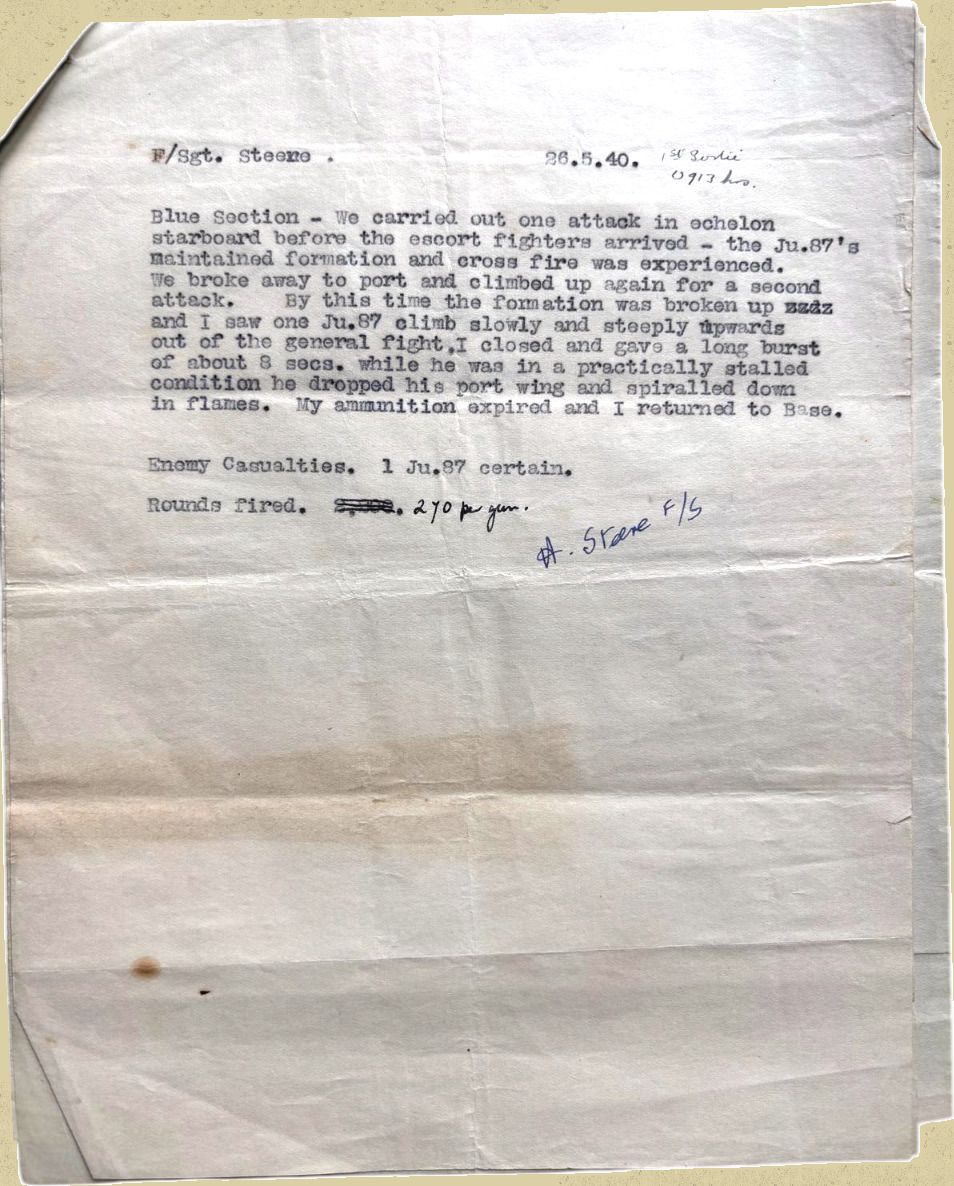 F/Sgt. Steere . 26.5.40. 1st Sortie
0913 hrs.
Blue Section - We carried out one attack in echelon
starboard before the escort fighters arrived - the Ju.87's
maintained formation and cross fire was experienced.
We broke away to port and climbed up again for a second
attack. By this time the formation was broken up
and I saw one Ju.87 climb slowly and steeply upwards
out of the general fight,I closed and gave a long burst
of about 8 secs. while he was in a practically stalled
condition he dropped his port wing and spiralled down
in flames. My ammunition expired and I returned to Base.
Enemy Casualties. 1 Ju.87 certain.
Rounds fired. 270 per gun.
H. Steere F/S